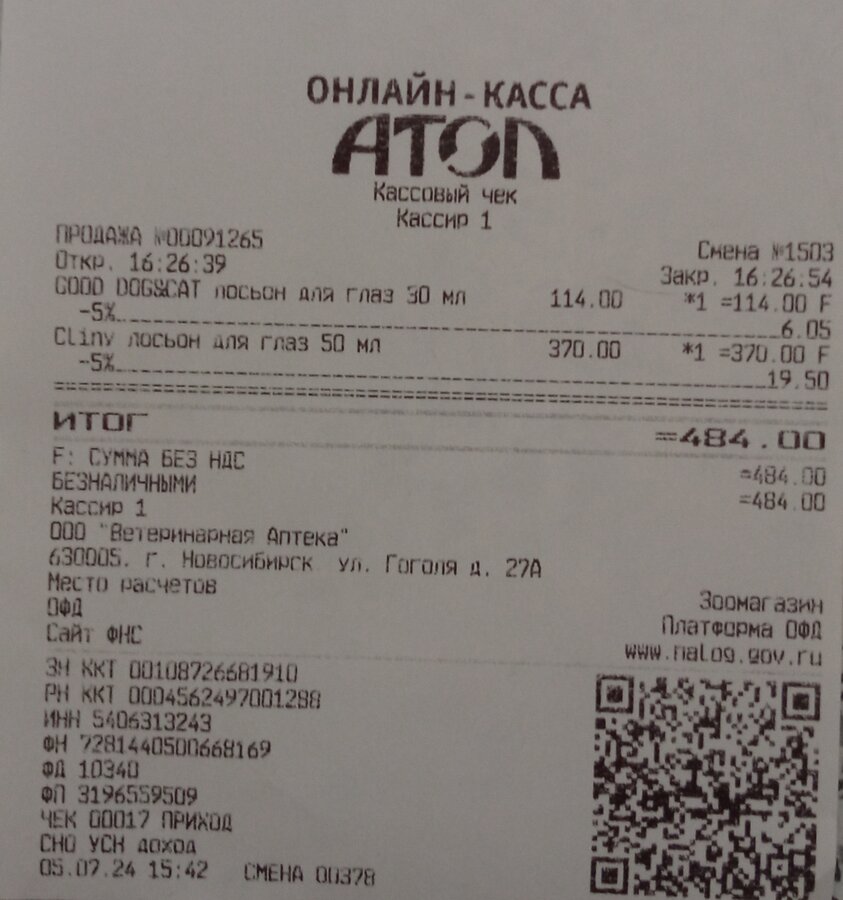 ОНЛАЙН - КАССА
АТОЛ
Кассовый чек
Кассир 1
ПРОДАЖА №00091265
Смена №1503
Откр. 16:26:39 Закр. 16:26:54
GOOD DOG&CAT лосьон для глаз 30 мл 114.00 *1 =114.00 F
-5% 6.05
Cliny лосьон для глаз 50 мл 370.00 *1 =370.00 F
-5% 19.50
ИТОГ =484.00
F: СУММА БЕЗ НДС =484.00
БЕЗНАЛИЧНЫМИ =484.00
Кассир 1
ООО "Ветеринарная Аптека"
630005. г. Новосибирск ул. Гоголя д. 27А
Место расчетов Зоомагазин
ОФД Платформа ОФД
Сайт ФНС www.nalog.gov.ru
ЗН ККТ 00108726681910
РН ККТ 0004562497001288
ИНН 5406313243
ФН 7281440500668169
ФД 10340
ФП 3196559509
ЧЕК 00017 ПРИХОД
СНО УСН доход
05.07.24 15:42 СМЕНА 00378